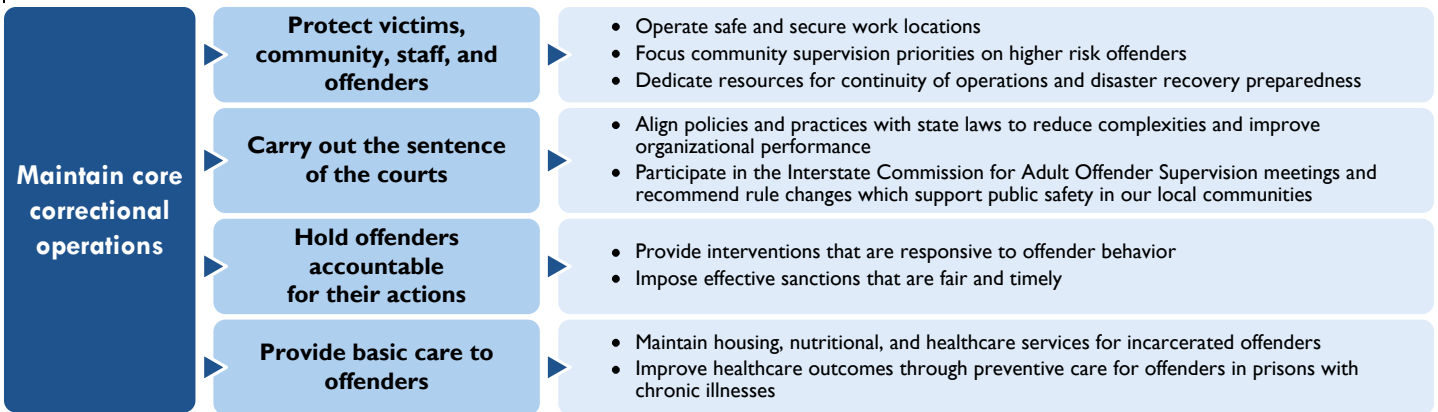 Maintain core
correctional
operations
Protect victims,
community, staff, and
offenders
• Operate safe and secure work locations
• Focus community supervision priorities on higher risk offenders
• Dedicate resources for continuity of operations and disaster recovery preparedness
Carry out the sentence
of the courts
• Align policies and practices with state laws to reduce complexities and improve
organizational performance
• Participate in the Interstate Commission for Adult Offender Supervision meetings and
recommend rule changes which support public safety in our local communities
Hold offenders
accountable
for their actions
• Provide interventions that are responsive to offender behavior
• Impose effective sanctions that are fair and timely
Provide basic care to
offenders
• Maintain housing, nutritional, and healthcare services for incarcerated offenders
• Improve healthcare outcomes through preventive care for offenders in prisons with
chronic illnesses